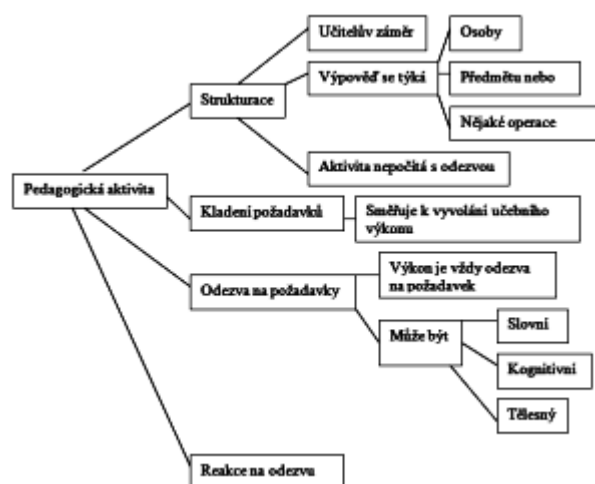 Učitelův záměr
Osoby
Výpověď se týká
Předmětu nebo
Strukturace
Nějaké operace
Aktivita nepočítá s odezvou
Pedagogická aktivita
Kladení požadavků
Směřuje k vyvolání učebního
výkonu
Výkon je vždy odezva
na požadavek
Odezva na požadavky
Slovní
Může být
Kognitivní
Tělesný
Reakce na odezvu